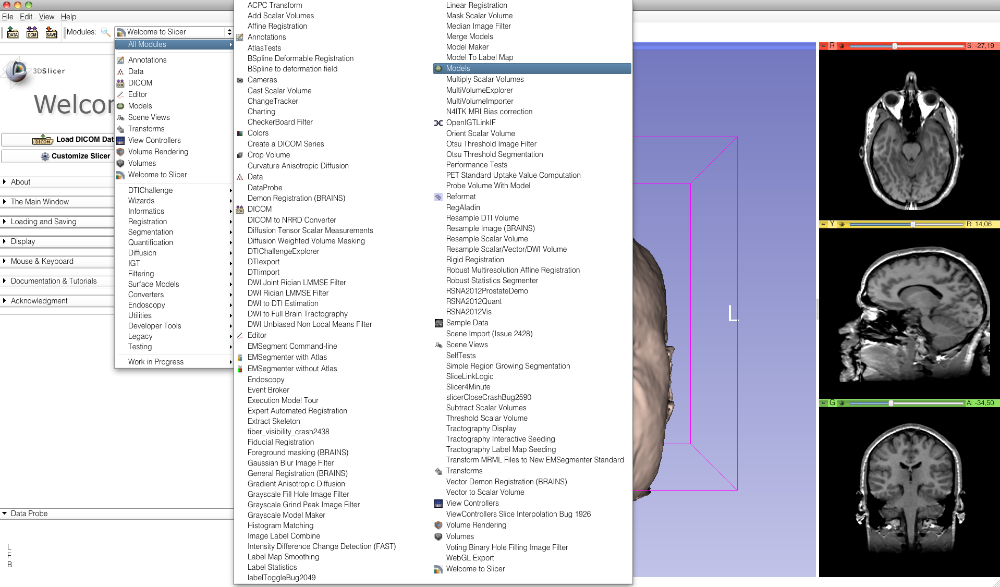 File Edit View Help
DATA DCM SAVE Modules: Welcome to Slicer
3DSlicer
Welcor
DICOM Load DICOM Dat
Customize Slicer
About
The Main Window
Loading and Saving
Display
Mouse & Keyboard
Documentation & Tutorials
Acknowledgment
Data Probe
L
F
B
All Modules
Annotations
Data
DICOM
Editor
Models
Scene Views
Transforms
View Controllers
Volume Rendering
Volumes
Welcome to Slicer
DTIChallenge
Wizards
Informatics
Registration
Segmentation
Quantification
Diffusion
IGT
Filtering
Surface Models
Converters
Endoscopy
Utilities
Developer Tools
Legacy
Testing
Work in Progress
ACPC Transform
Add Scalar Volumes
Affine Registration
Annotations
AtlasTests
BSpline Deformable Registration
BSpline to deformation field
Cameras
Cast Scalar Volume
ChangeTracker
Charting
CheckerBoard Filter
Colors
Create a DICOM Series
Crop Volume
Curvature Anisotropic Diffusion
Data
DataProbe
Demon Registration (BRAINS)
DICOM
DICOM to NRRD Converter
Diffusion Tensor Scalar Measurements
Diffusion Weighted Volume Masking
DTIChallengeExplorer
DTIexport
DTIimport
DWI Joint Rician LMMSE Filter
DWI Rician LMMSE Filter
DWI to DTI Estimation
DWI to Full Brain Tractography
DWI Unbiased Non Local Means Filter
Editor
EMSegment Command-line
EMSegmenter with Atlas
EMSegmenter without Atlas
Endoscopy
Event Broker
Execution Model Tour
Expert Automated Registration
Extract Skeleton
fiber_visibility_crash2438
Fiducial Registration
Foreground masking (BRAINS)
Gaussian Blur Image Filter
General Registration (BRAINS)
Gradient Anisotropic Diffusion
Grayscale Fill Hole Image Filter
Grayscale Grind Peak Image Filter
Grayscale Model Maker
Histogram Matching
Image Label Combine
Intensity Difference Change Detection (FAST)
Label Map Smoothing
Label Statistics
labelToggleBug2049
Linear Registration
Mask Scalar Volume
Median Image Filter
Merge Models
Model Maker
Model To Label Map
Models
Multiply Scalar Volumes
MultiVolumeExplorer
MultiVolumeImporter
N4ITK MRI Bias correction
OpenIGTLinkIF
Orient Scalar Volume
Otsu Threshold Image Filter
Otsu Threshold Segmentation
Performance Tests
PET Standard Uptake Value Computation
Probe Volume With Model
Reformat
RegAladin
Resample DTI Volume
Resample Image (BRAINS)
Resample Scalar Volume
Resample Scalar/Vector/DWI Volume
Rigid Registration
Robust Multiresolution Affine Registration
Robust Statistics Segmenter
RSNA2012ProstateDemo
RSNA2012Quant
RSNA2012Vis
Sample Data
Scene Import (Issue 2428)
Scene Views
SelfTests
Simple Region Growing Segmentation
SliceLinkLogic
Slicer4Minute
slicerCloseCrashBug2590
Subtract Scalar Volumes
Threshold Scalar Volume
Tractography Display
Tractography Interactive Seeding
Tractography Label Map Seeding
Transform MRML Files to New EMSegmenter Standard
Transforms
Vector Demon Registration (BRAINS)
Vector to Scalar Volume
View Controllers
ViewControllers Slice Interpolation Bug 1926
Volume Rendering
Volumes
Voting Binary Hole Filling Image Filter
WebGL Export
Welcome to Slicer
L
R S: -27,19
Y R: 14,06
G A: -34,50